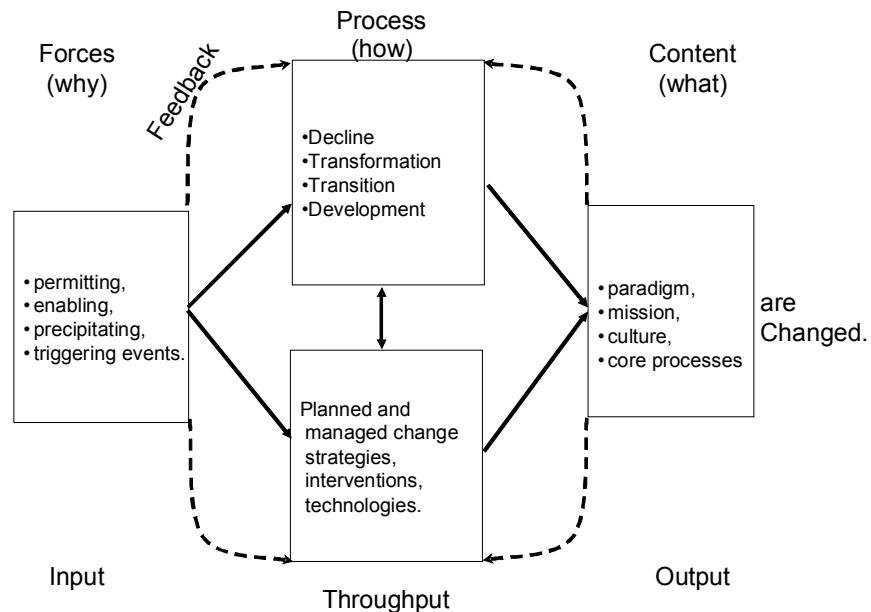 Forces
(why)
Feedback
Process
(how)
Content
(what)
• permitting,
• enabling,
• precipitating,
• triggering events.
•Decline
•Transformation
•Transition
•Development
Planned and
managed change
strategies,
interventions,
technologies.
• paradigm,
• mission,
• culture,
• core processes
are
Changed.
Input
Throughput
Output